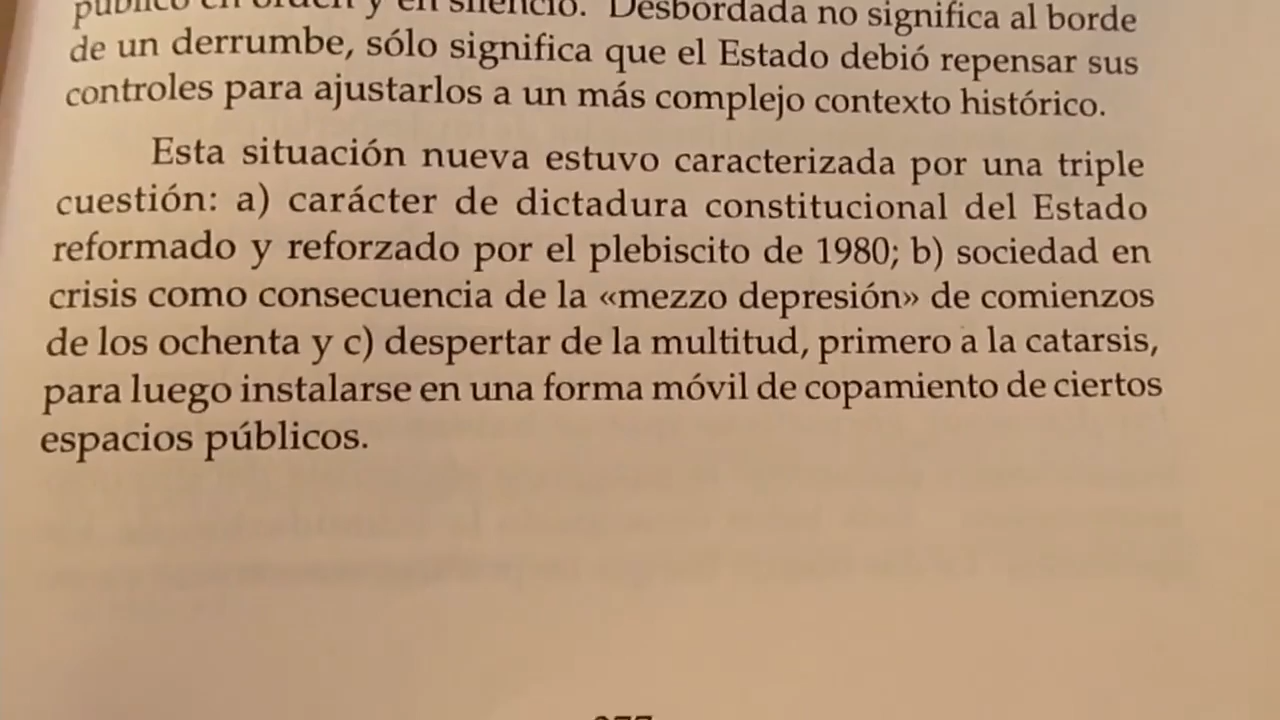 público en orden y en silencio. Desbordada no significa al borde
de un derrumbe, sólo significa que el Estado debió repensar sus
controles para ajustarlos a un más complejo contexto histórico.
Esta situación nueva estuvo caracterizada por una triple
cuestión: a) carácter de dictadura constitucional del Estado
reformado y reforzado por el plebiscito de 1980; b) sociedad en
crisis como consecuencia de la «mezzo depresión» de comienzos
de los ochenta y c) despertar de la multitud, primero a la catarsis,
para luego instalarse en una forma móvil de copamiento de ciertos
espacios públicos.